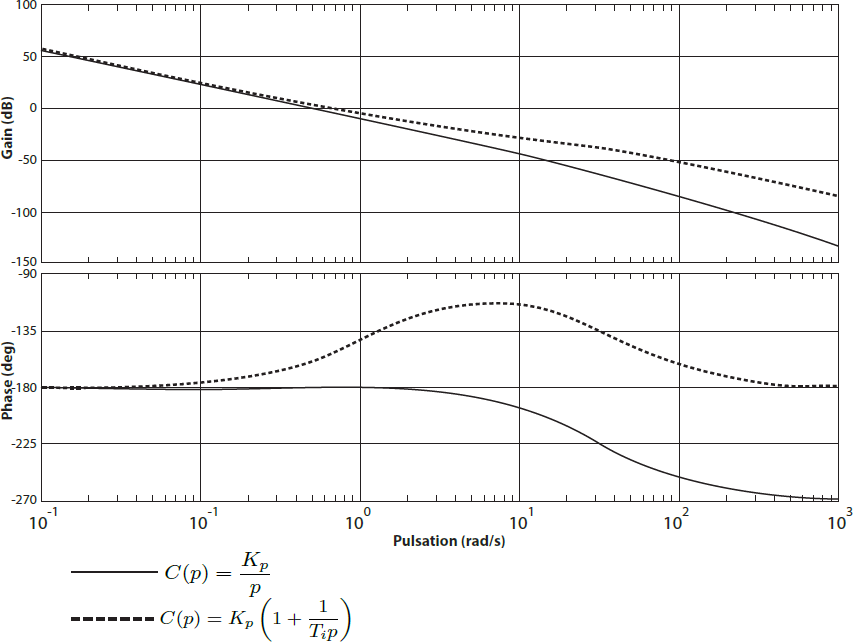 100
50
0
-50
-100
-150
Gain (dB)
-90
-135
-180
-225
-270
Phase (deg)
10^-1 10^-1 10^0 10^1 10^2 10^3
Pulsation (rad/s)
C(p) = K_p / p
C(p) = K_p (1 + 1 / T_i p)